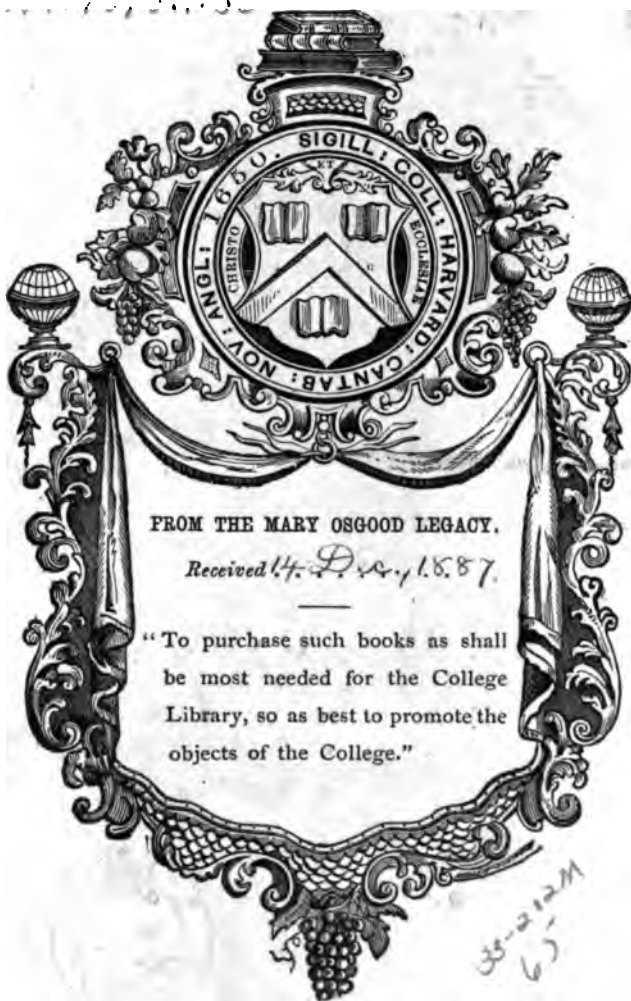 SIGILL: COLL: HARVARD: CANTAB: NOV: ANGL: 1650.
ET
CHRISTO
ECCLESIAE
FROM THE MARY OSGOOD LEGACY.
Received 14 Dec., 1887.
“To purchase such books as shall
be most needed for the College
Library, so as best to promote the
objects of the College.”